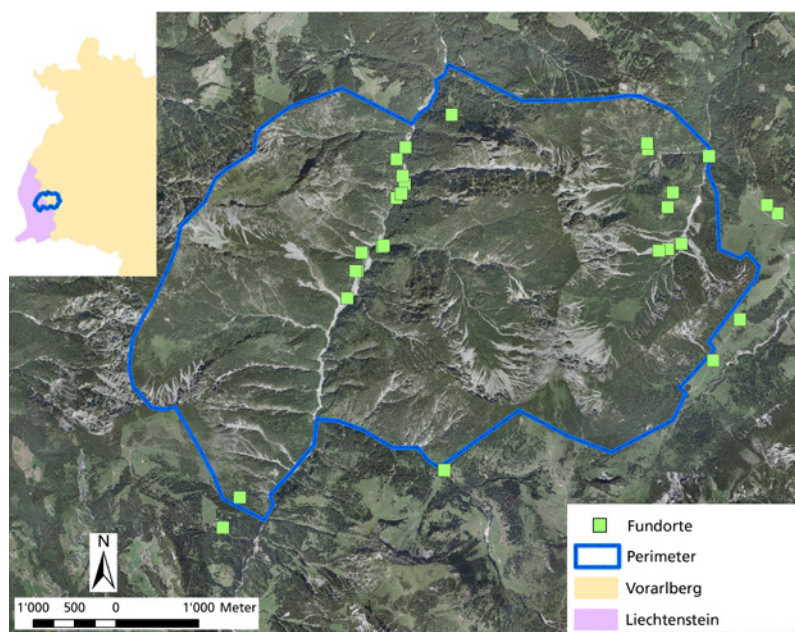 Fundorte
Perimeter
Vorarlberg
Liechtenstein
N
1'000 500 0 1'000 Meter